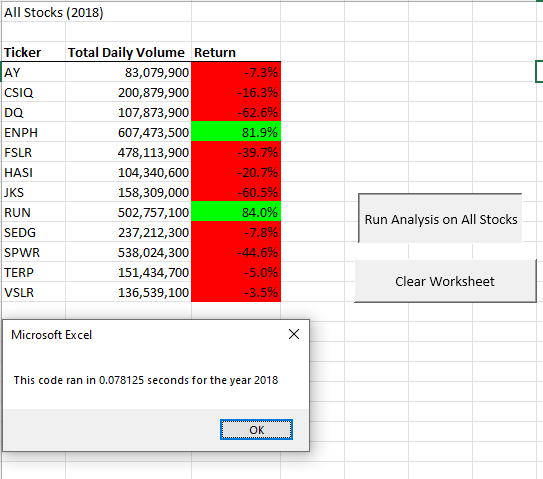 All Stocks (2018)
Ticker Total Daily Volume Return
AY 83,079,900 -7.3%
CSIQ 200,879,900 -16.3%
DQ 107,873,900 -62.6%
ENPH 607,473,500 81.9%
FSLR 478,113,900 -39.7%
HASI 104,340,600 -20.7%
JKS 158,309,000 -60.5%
RUN 502,757,100 84.0%
SEDG 237,212,300 -7.8%
SPWR 538,024,300 -44.6%
TERP 151,434,700 -5.0%
VSLR 136,539,100 -3.5%
Run Analysis on All Stocks
Clear Worksheet
Microsoft Excel
This code ran in 0.078125 seconds for the year 2018
OK